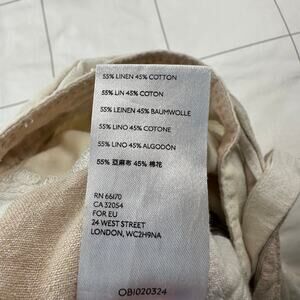 55% LINEN 45% COTTON
55% LIN 45% COTON
55% LEINEN 45% BAUMWOLLE
55% LINO 45% COTONE
55% LINO 45% ALGODÓN
55% 亞麻布 45% 棉花
RN 66170
CA 32054
FOR EU
24 WEST STREET
LONDON, WC2H9NA
OBI020324